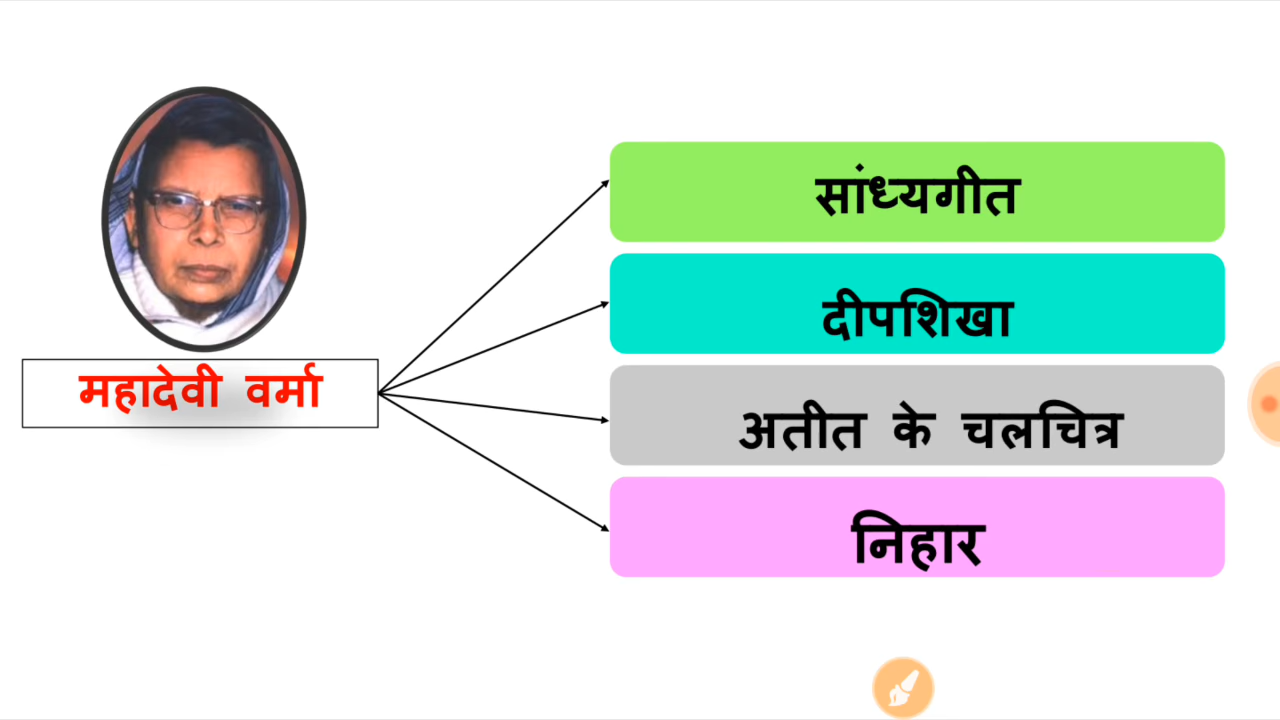 महादेवी वर्मा
सांध्यगीत
दीपशिखा
अतीत के चलचित्र
निहार